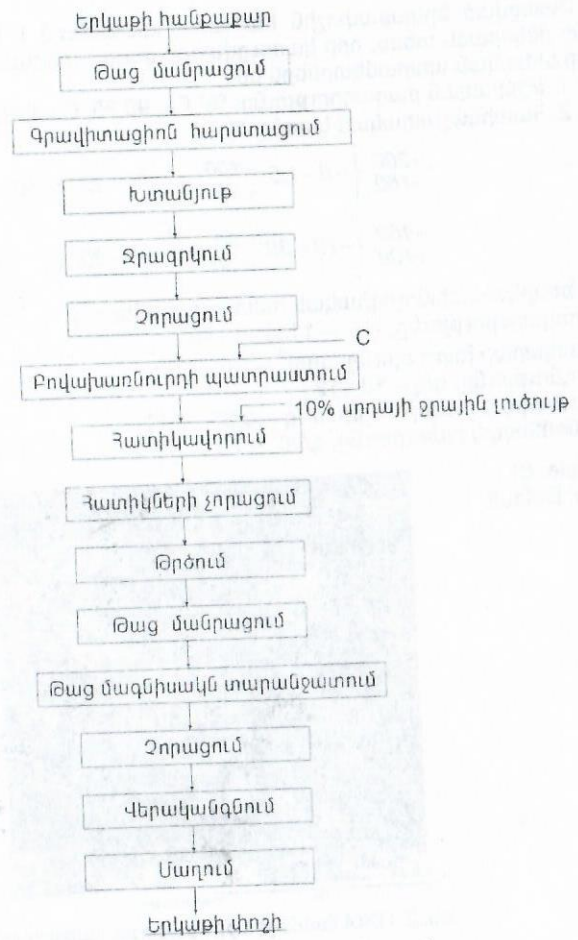 Երկաթի հանքաքար
Թաց մանրացում
Գրավիտացիոն հարստացում
Խտանյութ
Ջրազրկում
Չորացում
C
Բովախառնուրդի պատրաստում
10% սոդայի ջրային լուծույթ
Հատիկավորում
Հատիկների չորացում
Թրծում
Թաց մանրացում
Թաց մագնիսակն տարանջատում
Չորացում
Վերականգնում
Մաղում
Երկաթի փոշի